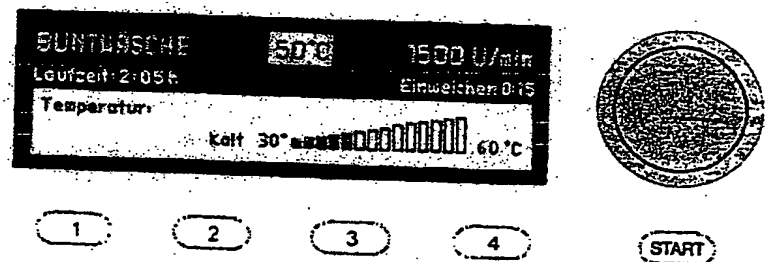 BUNTWÄSCHE 50°C 1500 U/min
Laufzeit: 2:05 h Einweichen 0:15
Temperatur:
Kalt 30° 60 °C
1 2 3 4 START